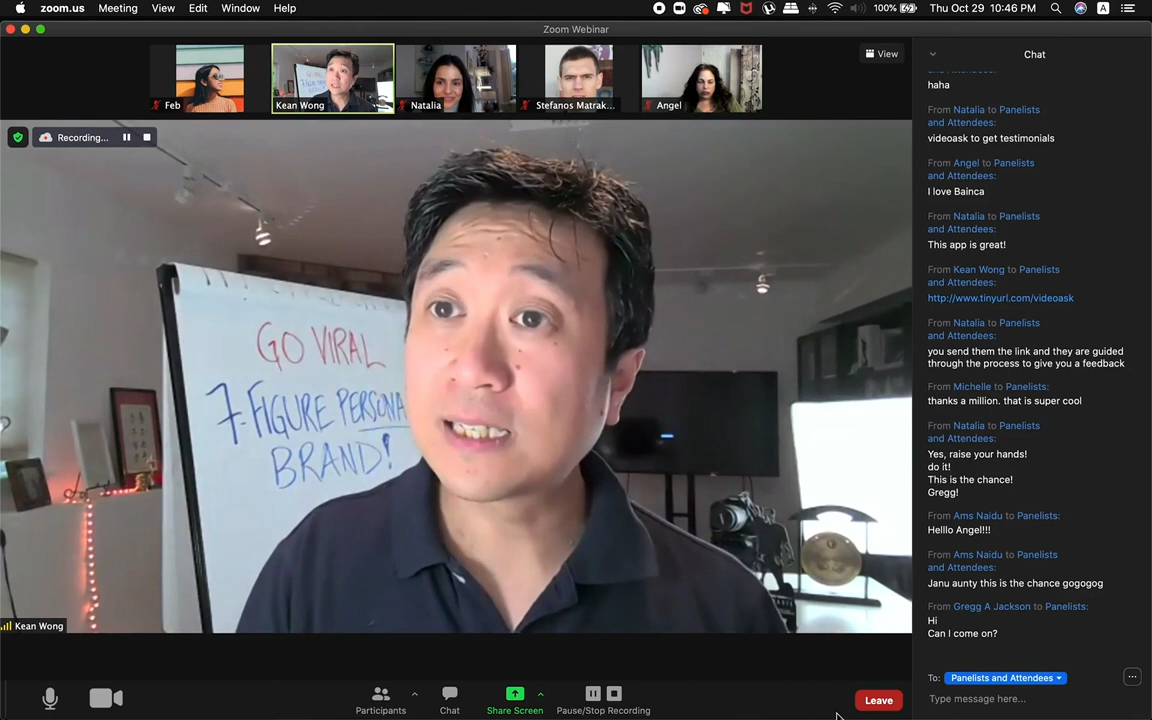 zoom.us Meeting View Edit Window Help
100% Thu Oct 29 10:46 PM
Zoom Webinar
Feb
Kean Wong
Natalia
Stefanos Matrak...
Angel
View
Recording...
GO VIRAL
7-FIGURE PERSONA
BRAND!
Kean Wong
Chat
haha
From Natalia to Panelists
and Attendees:
videoask to get testimonials
From Angel to Panelists
and Attendees:
I love Bainca
From Natalia to Panelists
and Attendees:
This app is great!
From Kean Wong to Panelists
and Attendees:
http://www.tinyurl.com/videoask
From Natalia to Panelists
and Attendees:
you send them the link and they are guided
through the process to give you a feedback
From Michelle to Panelists:
thanks a million. that is super cool
From Natalia to Panelists
and Attendees:
Yes, raise your hands!
do it!
This is the chance!
Gregg!
From Ams Naidu to Panelists:
Helllo Angel!!!
From Ams Naidu to Panelists
and Attendees:
Janu aunty this is the chance gogogog
From Gregg A Jackson to Panelists:
Hi
Can I come on?
To: Panelists and Attendees
Type message here...
Participants
Chat
Share Screen
Pause/Stop Recording
Leave